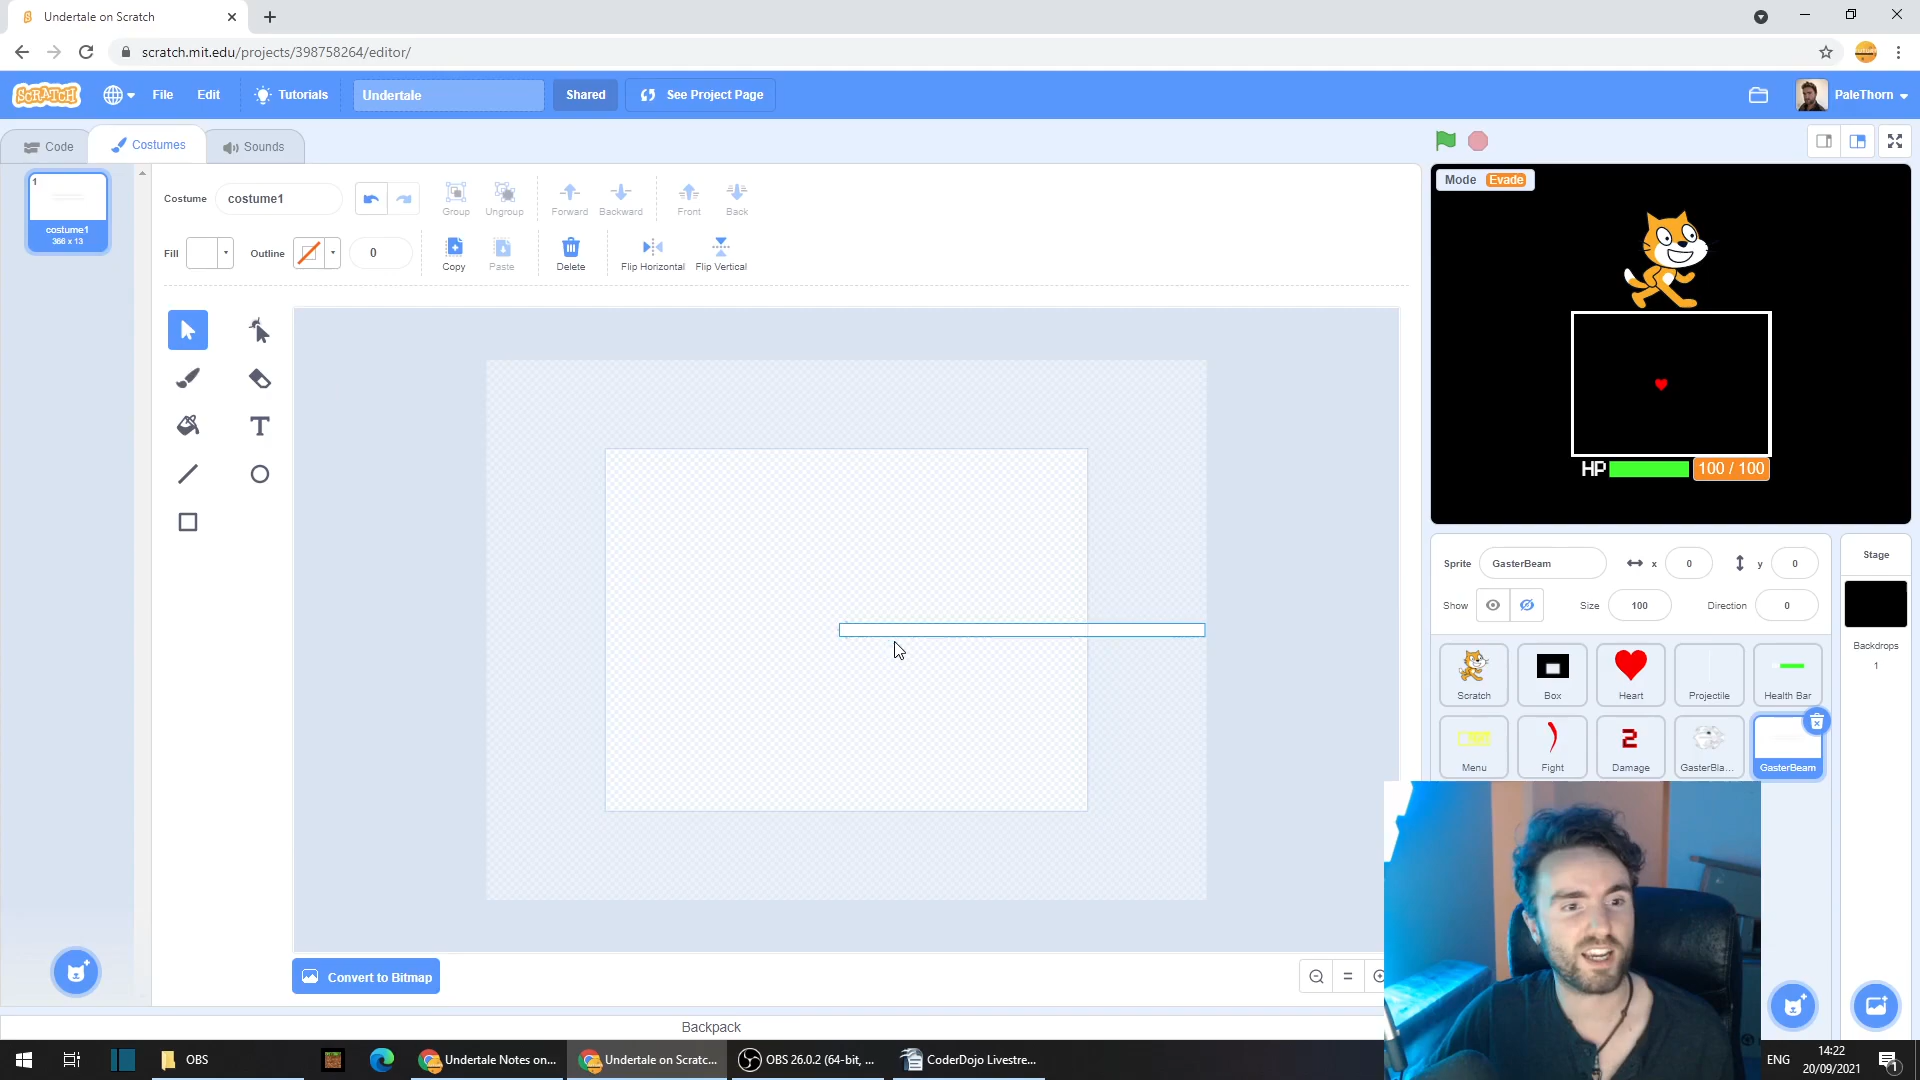 Undertale on Scratch
scratch.mit.edu/projects/398758264/editor/
SCRATCH
File
Edit
Tutorials
Undertale
Shared
See Project Page
PaleThorn
Code
Costumes
Sounds
1
costume1
366 x 13
Costume
costume1
Group
Ungroup
Forward
Backward
Front
Back
Fill
Outline
0
Copy
Paste
Delete
Flip Horizontal
Flip Vertical
Convert to Bitmap
Backpack
Mode Evade
HP 100 / 100
Sprite
GasterBeam
x 0
y 0
Show
Size 100
Direction 0
Scratch
Box
Heart
Projectile
Health Bar
Menu
Fight
Damage
GasterBla...
GasterBeam
Stage
Backdrops
1
OBS
Undertale Notes on...
Undertale on Scratc...
OBS 26.0.2 (64-bit, ...
CoderDojo Livestre...
ENG
14:22
20/09/2021
1